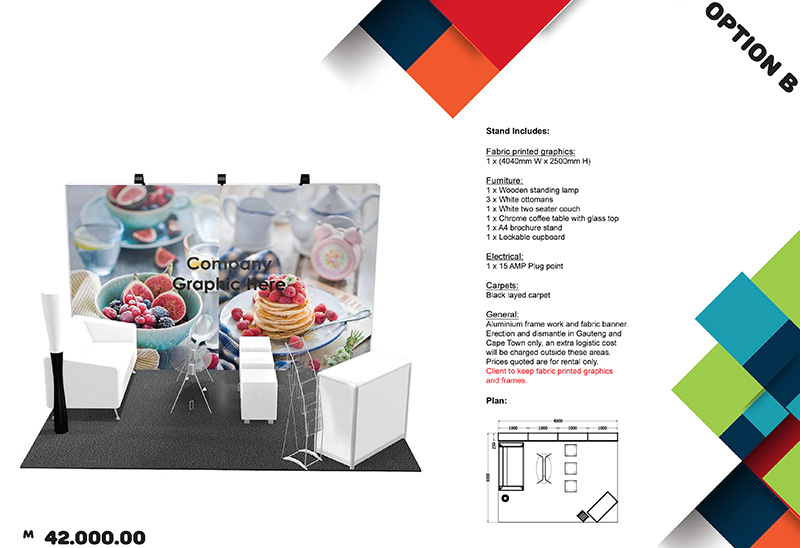 OPTION B
Stand Includes:
Fabric printed graphics:
1 x (4040mm W x 2500mm H)
Furniture:
1 x Wooden standing lamp
3 x White ottomans
1 x White two seater couch
1 x Chrome coffee table with glass top
1 x A4 brochure stand
1 x Lockable cupboard
Electrical:
1 x 15 AMP Plug point
Carpets:
Black layed carpet
General:
Aluminium frame work and fabric banner.
Erection and dismantle in Gauteng and
Cape Town only, an extra logistic cost
will be charged outside these areas.
Prices quoted are for rental only.
Client to keep fabric printed graphics
and frames.
Plan:
4000
1000 1000 1000 1000
250
3000
Company
Graphic Here
M 42.000.00